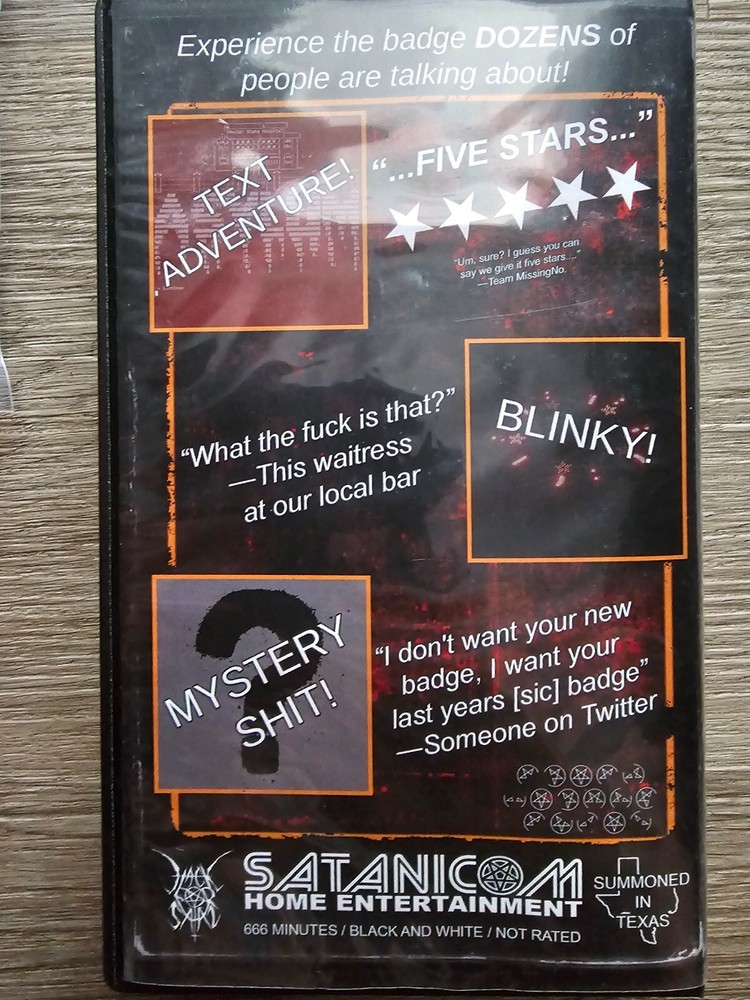 Experience the badge DOZENS of
people are talking about!
TEXT
ADVENTURE!
“...FIVE STARS...”
“Um, sure? I guess you can
say we give it five stars....”
—Team MissingNo.
“What the fuck is that?”
—This waitress
at our local bar
BLINKY!
MYSTERY
SHIT!
“I don't want your new
badge, I want your
last years [sic] badge”
—Someone on Twitter
SATANICOM
HOME ENTERTAINMENT
666 MINUTES / BLACK AND WHITE / NOT RATED
SUMMONED
IN
TEXAS